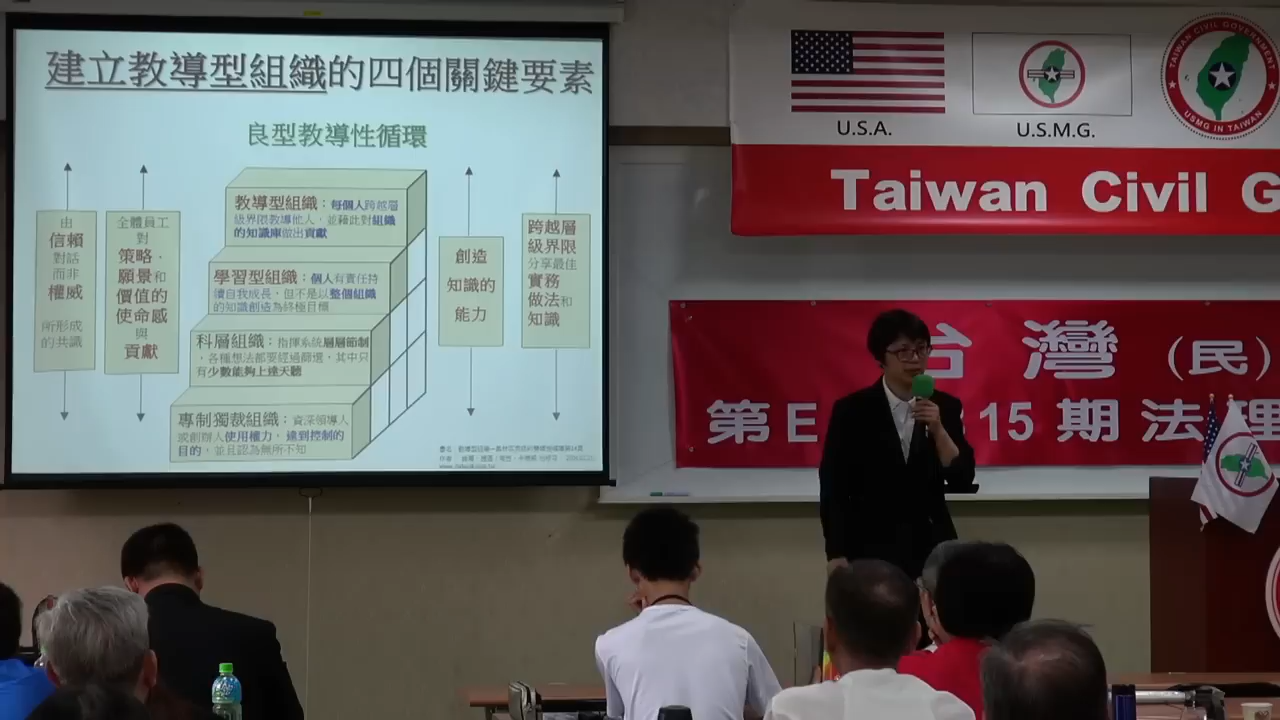 建立教導型組織的四個關鍵要素
良型教導性循環
由
信賴
對話
而非
權威
所形成
的共識
全體員工
對
策略、
願景和
價值的
使命感
與
貢獻
教導型組織：每個人跨越層
級界限教導他人，並藉此對組織
的知識庫做出貢獻
學習型組織：個人有責任持
續自我成長，但不是以整個組織
的知識創造為終極目標
科層組織：指揮系統層層節制
，各種想法都要經過篩選，其中只
有少數能夠上達天聽
專制獨裁組織：資深領導人
或創辦人使用權力，達到控制的
目的，並且認為無所不知
創造
知識的
能力
跨越層
級界限
分享最佳
實務
做法和
知識
U.S.A.
U.S.M.G.
TAIWAN CIVIL GOVERNMENT
USMG IN TAIWAN
Taiwan Civil G
台灣（民）
第E 15期法理